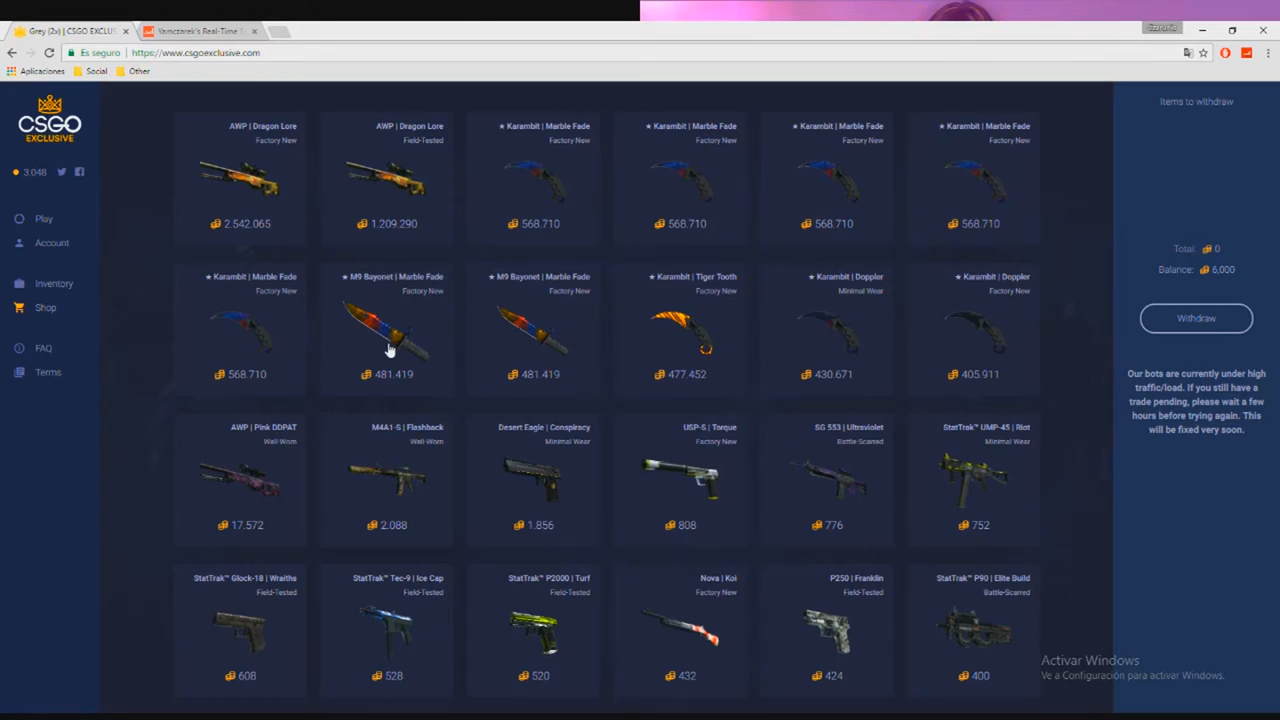 Grey (2x) | CSGO EXCLUS
Yamczarek's Real-Time S
Es seguro
https://www.csgoexclusive.com
Aplicaciones
Social
Other
CSGO
EXCLUSIVE
3.048
Play
Account
Inventory
Shop
FAQ
Terms
AWP | Dragon Lore
Factory New
2.542.065
AWP | Dragon Lore
Field-Tested
1.209.290
★ Karambit | Marble Fade
Factory New
568.710
★ Karambit | Marble Fade
Factory New
568.710
★ Karambit | Marble Fade
Factory New
568.710
★ Karambit | Marble Fade
Factory New
568.710
★ Karambit | Marble Fade
Factory New
568.710
★ M9 Bayonet | Marble Fade
Factory New
481.419
★ M9 Bayonet | Marble Fade
Factory New
481.419
★ Karambit | Tiger Tooth
Factory New
477.452
★ Karambit | Doppler
Minimal Wear
430.671
★ Karambit | Doppler
Factory New
405.911
AWP | Pink DDPAT
Well-Worn
17.572
M4A1-S | Flashback
Well-Worn
2.088
Desert Eagle | Conspiracy
Minimal Wear
1.856
USP-S | Torque
Factory New
808
SG 553 | Ultraviolet
Battle-Scarred
776
StatTrak™ UMP-45 | Riot
Minimal Wear
752
StatTrak™ Glock-18 | Wraiths
Field-Tested
608
StatTrak™ Tec-9 | Ice Cap
Field-Tested
528
StatTrak™ P2000 | Turf
Field-Tested
520
Nova | Koi
Factory New
432
P250 | Franklin
Field-Tested
424
StatTrak™ P90 | Elite Build
Battle-Scarred
400
Items to withdraw
Total: 0
Balance: 6,000
Withdraw
Our bots are currently under high
traffic/load. If you still have a
trade pending, please wait a few
hours before trying again. This
will be fixed very soon.
Activar Windows
Ve a Configuración para activar Windows.